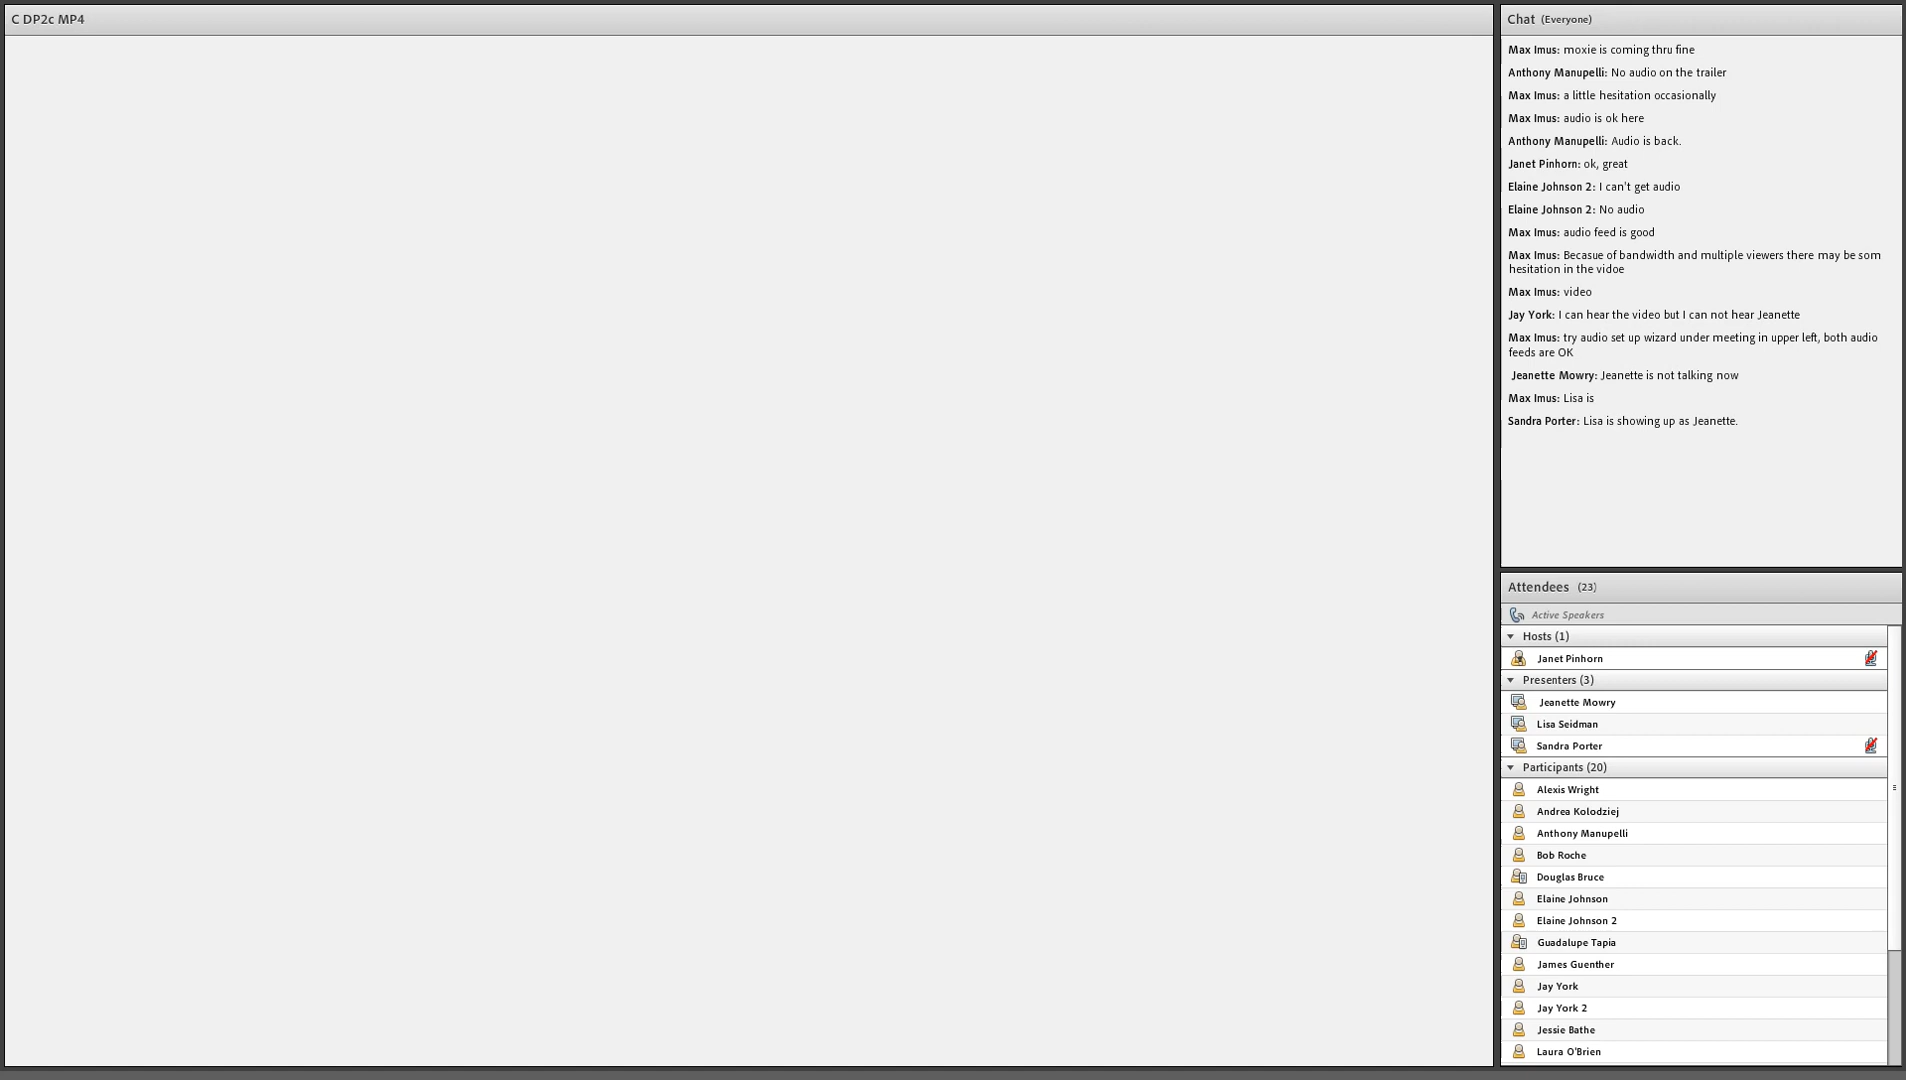 C DP2c MP4
Chat (Everyone)
Max Imus: moxie is coming thru fine
Anthony Manupelli: No audio on the trailer
Max Imus: a little hesitation occasionally
Max Imus: audio is ok here
Anthony Manupelli: Audio is back.
Janet Pinhorn: ok, great
Elaine Johnson 2: I can't get audio
Elaine Johnson 2: No audio
Max Imus: audio feed is good
Max Imus: Becasue of bandwidth and multiple viewers there may be som
hesitation in the vidoe
Max Imus: video
Jay York: I can hear the video but I can not hear Jeanette
Max Imus: try audio set up wizard under meeting in upper left, both audio
feeds are OK
Jeanette Mowry: Jeanette is not talking now
Max Imus: Lisa is
Sandra Porter: Lisa is showing up as Jeanette.
Attendees (23)
Active Speakers
Hosts (1)
Janet Pinhorn
Presenters (3)
Jeanette Mowry
Lisa Seidman
Sandra Porter
Participants (20)
Alexis Wright
Andrea Kolodziej
Anthony Manupelli
Bob Roche
Douglas Bruce
Elaine Johnson
Elaine Johnson 2
Guadalupe Tapia
James Guenther
Jay York
Jay York 2
Jessie Bathe
Laura O'Brien